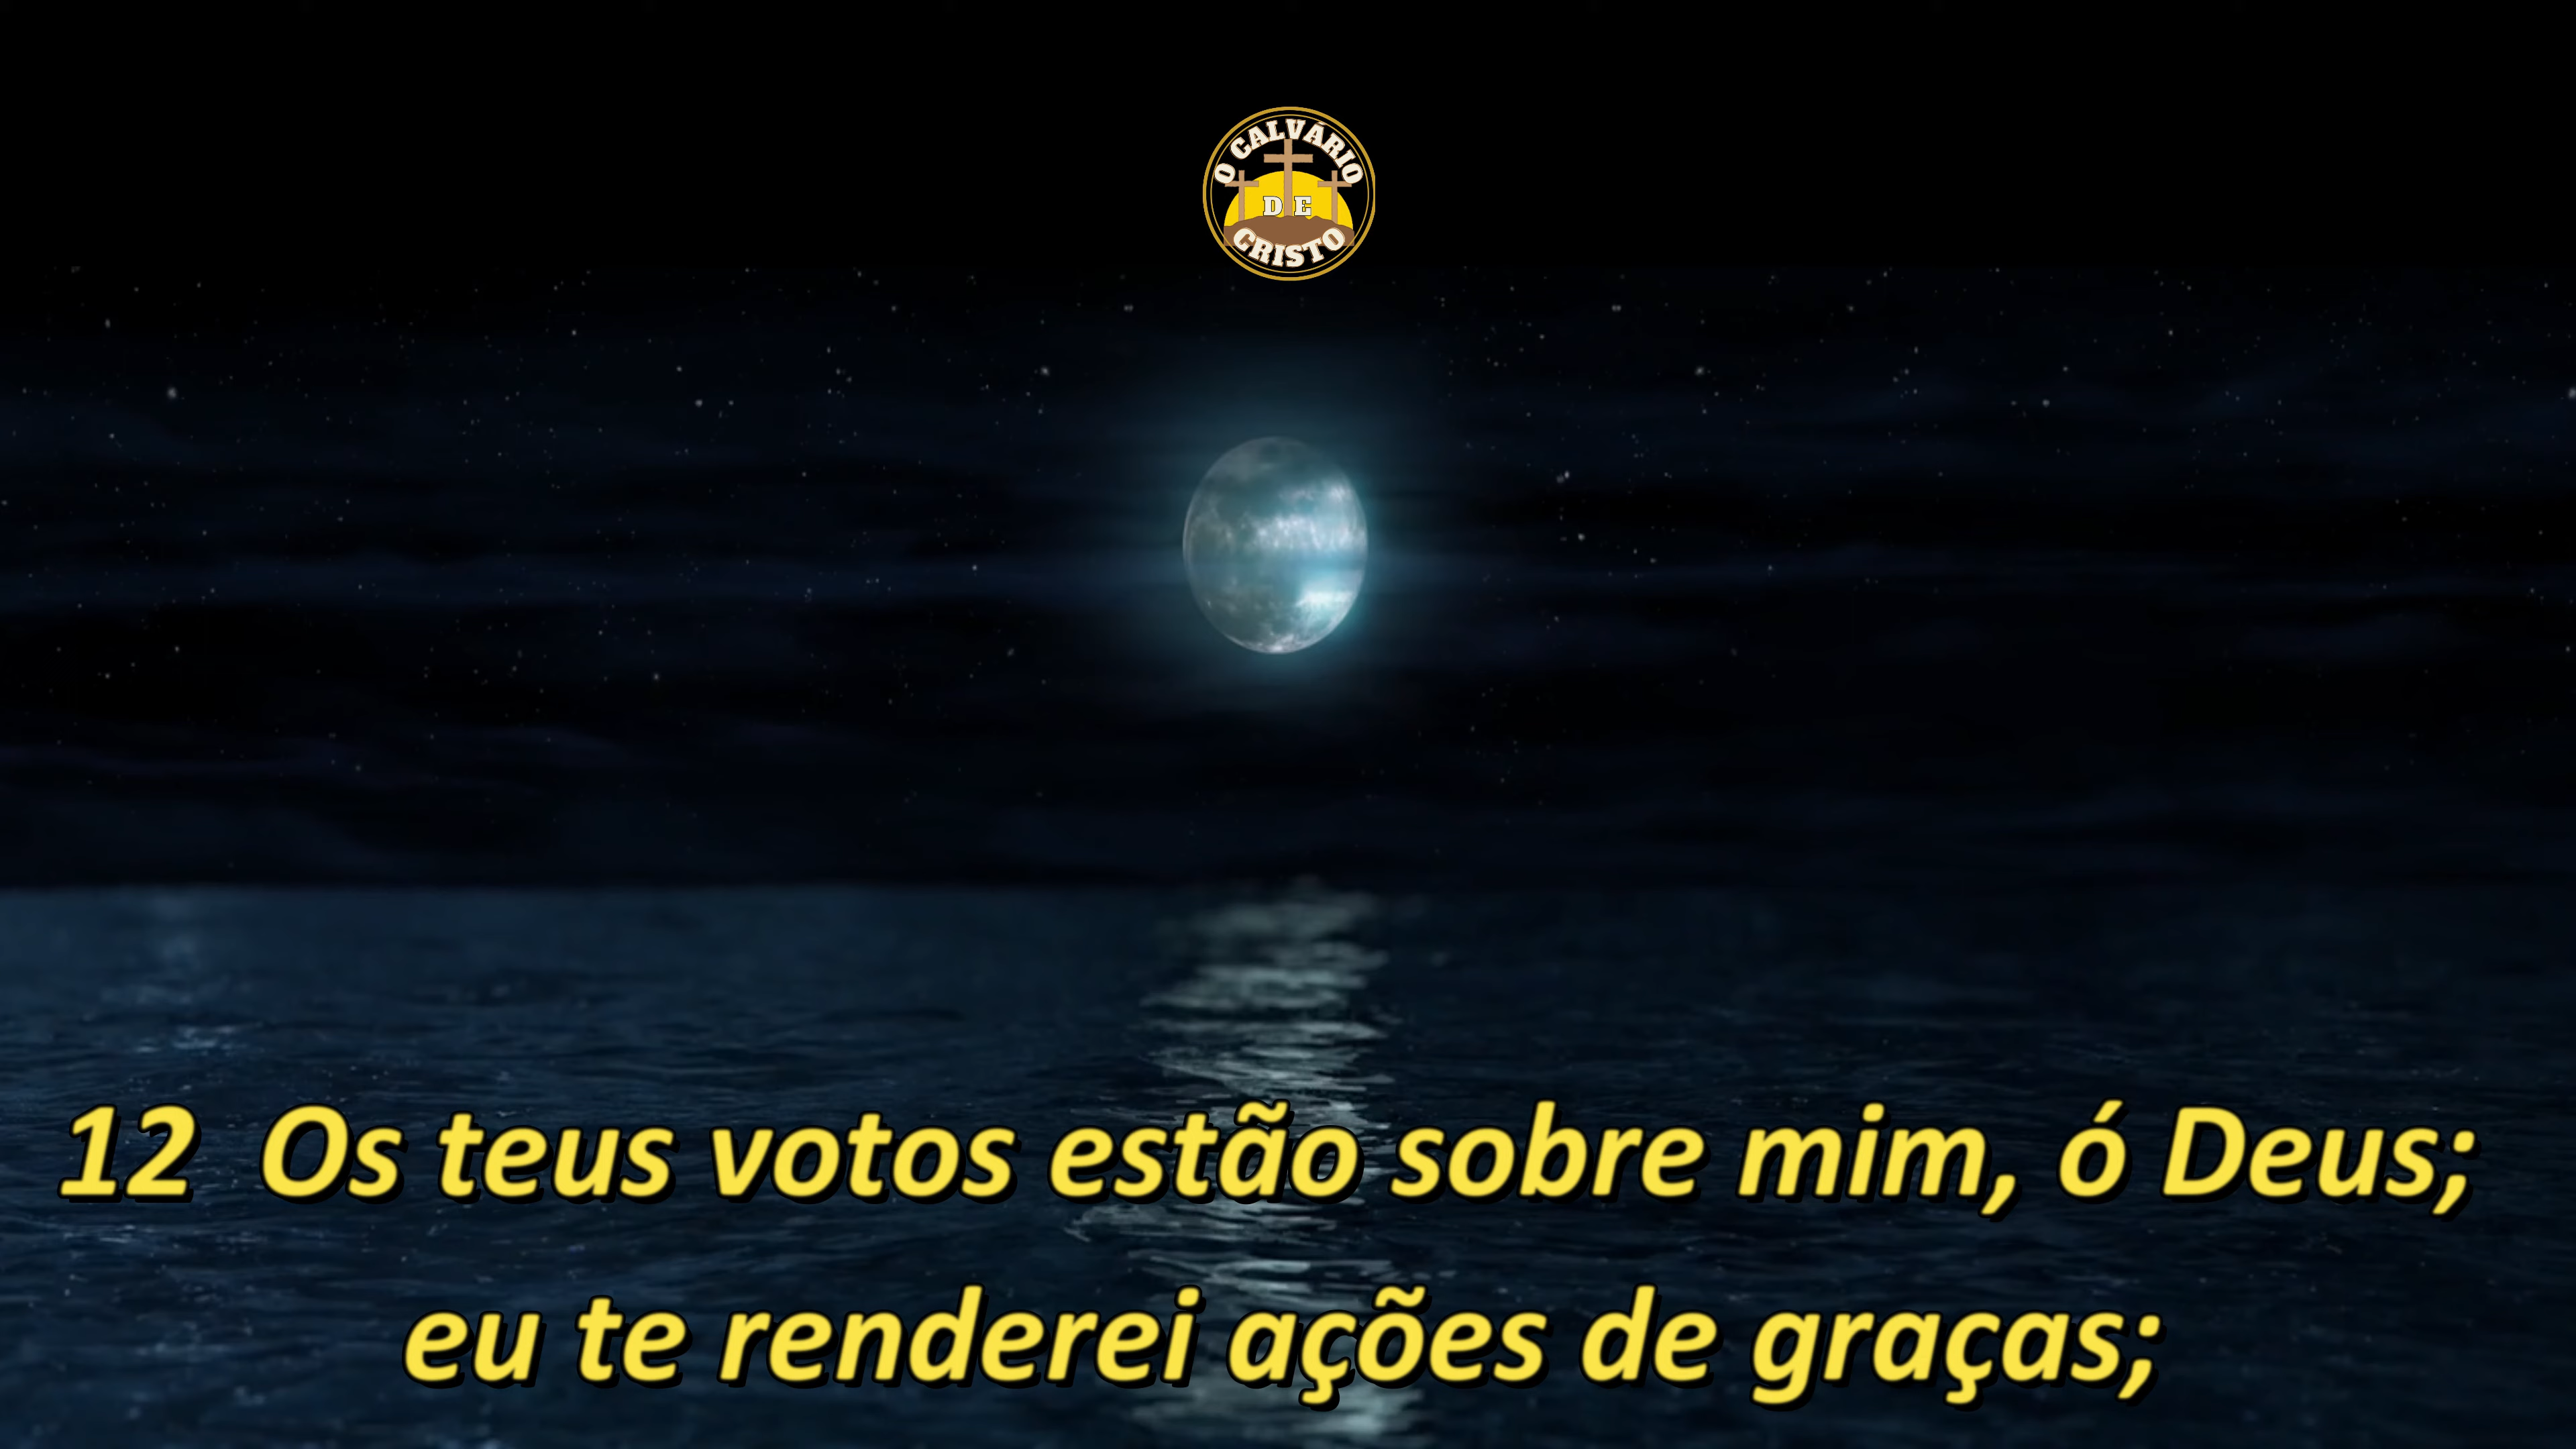 O CALVÁRIO
DE
CRISTO
12 Os teus votos estão sobre mim, ó Deus;
eu te renderei ações de graças;